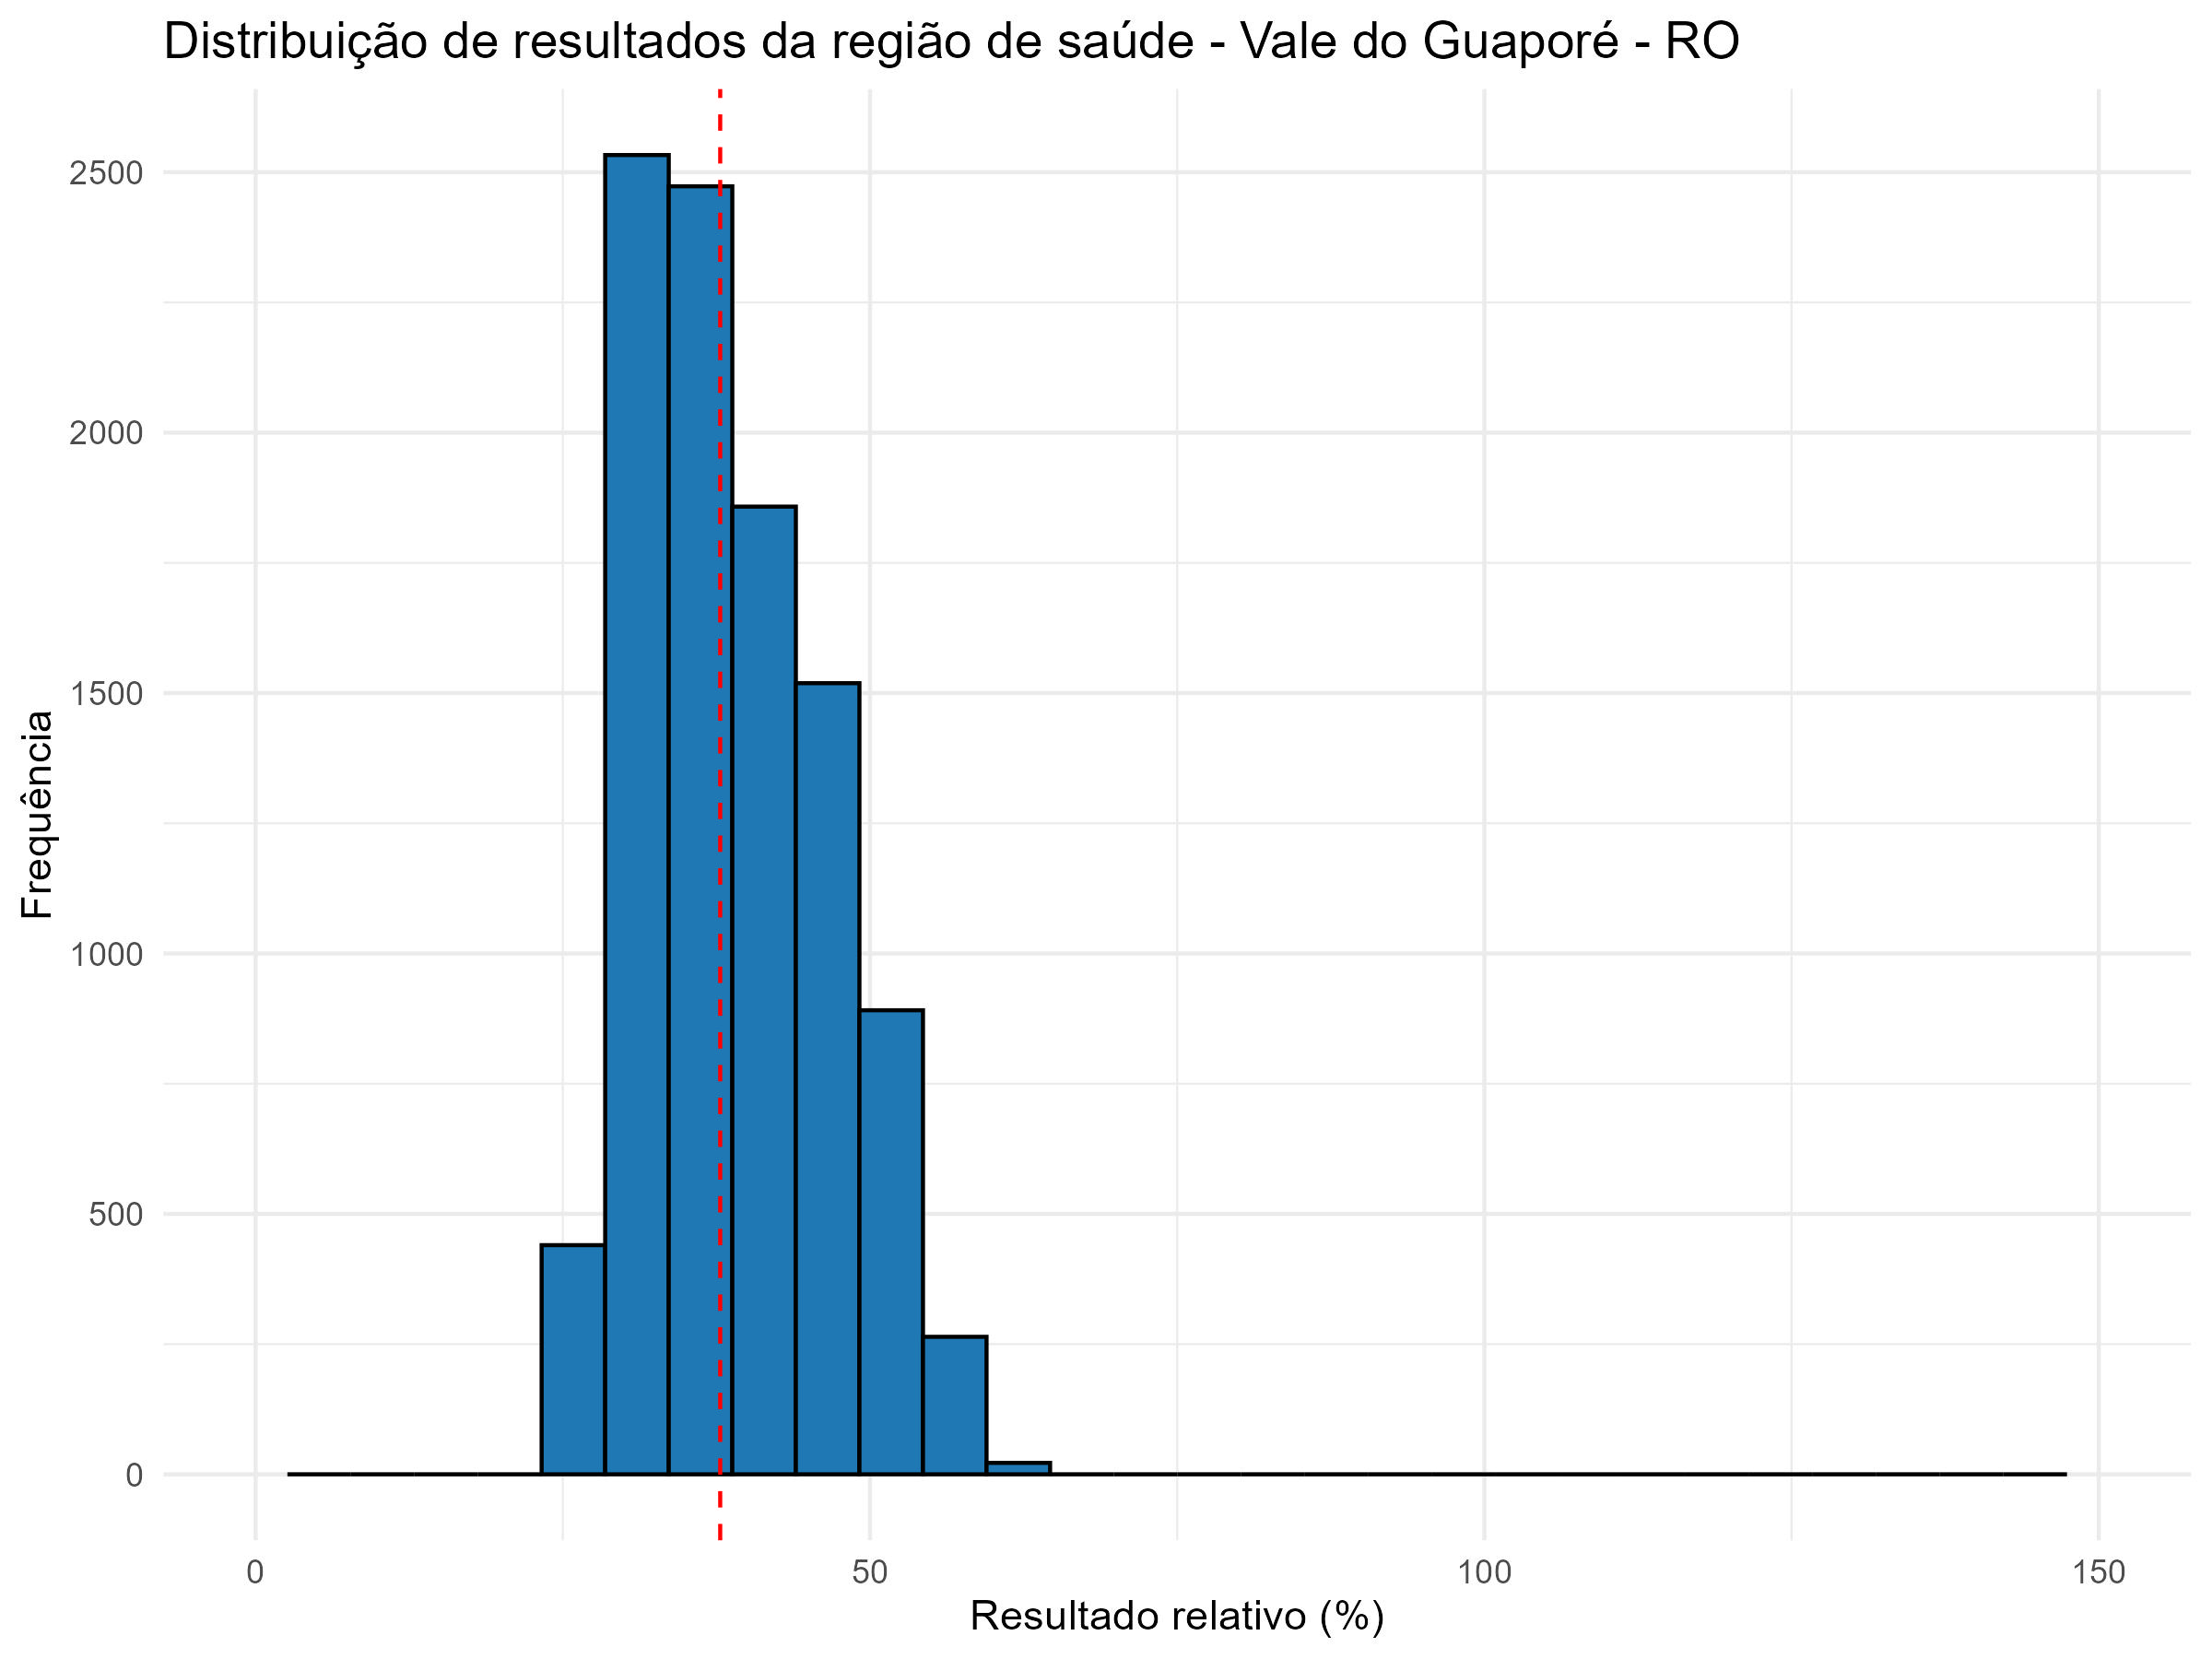 Distribuição de resultados da região de saúde - Vale do Guaporé - RO
Frequência
2500
2000
1500
1000
500
0
0 50 100 150
Resultado relativo (%)